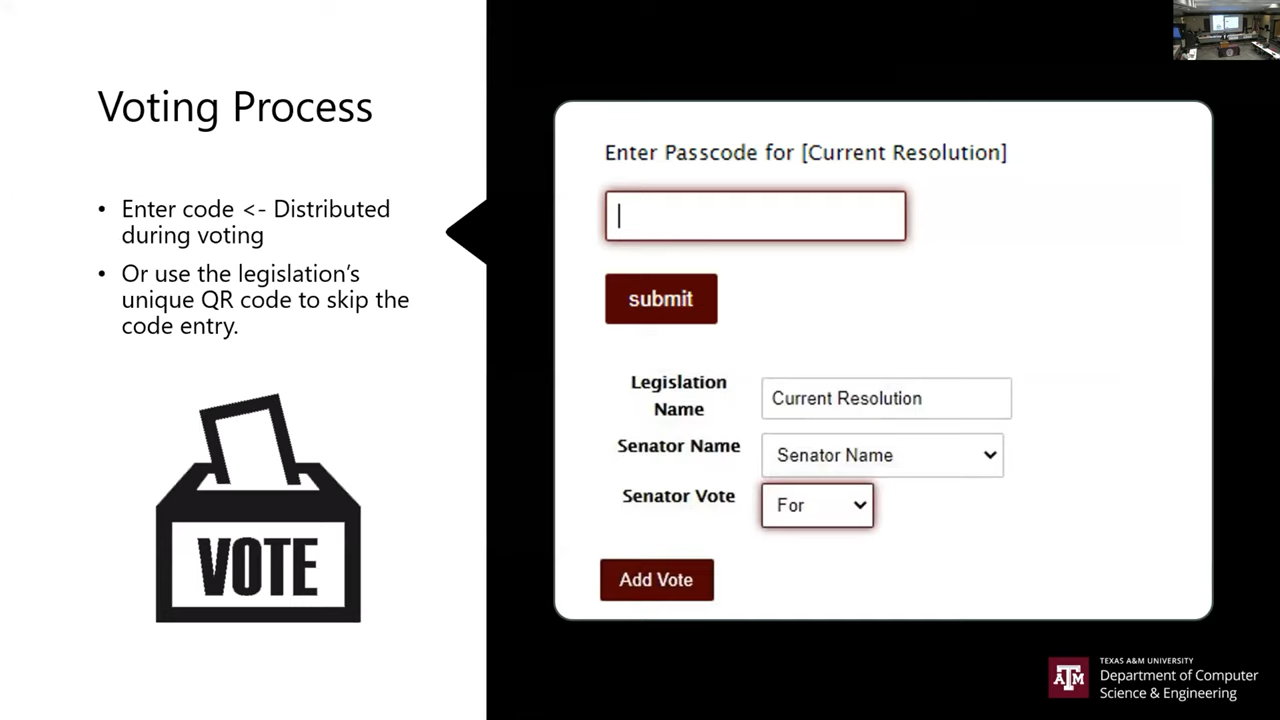 Voting Process
• Enter code <- Distributed
during voting
• Or use the legislation’s
unique QR code to skip the
code entry.
VOTE
Enter Passcode for [Current Resolution]
submit
Legislation
Name
Current Resolution
Senator Name
Senator Name
Senator Vote
For
Add Vote
ATM
TEXAS A&M UNIVERSITY
Department of Computer
Science & Engineering